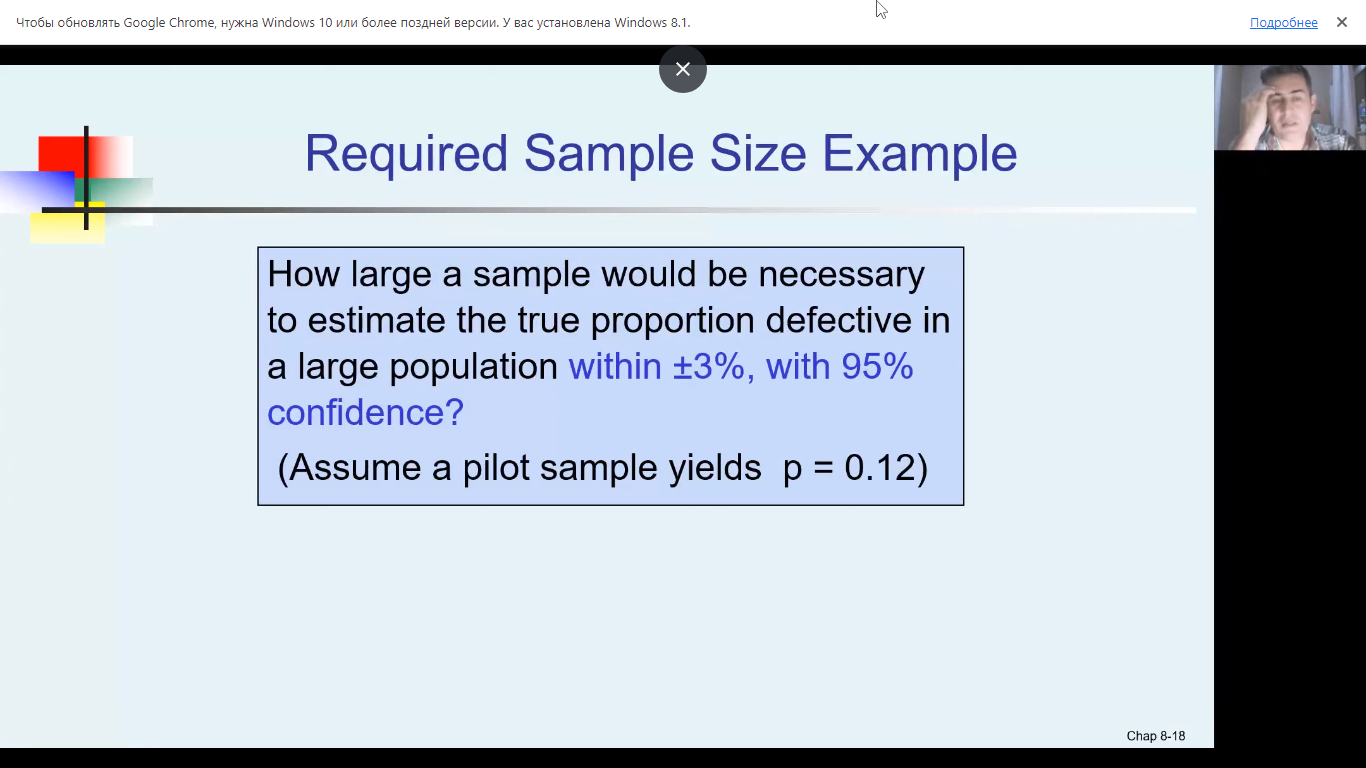 Чтобы обновлять Google Chrome, нужна Windows 10 или более поздней версии. У вас установлена Windows 8.1.
Подробнее
Required Sample Size Example
How large a sample would be necessary
to estimate the true proportion defective in
a large population within ±3%, with 95%
confidence?
(Assume a pilot sample yields p = 0.12)
Chap 8-18